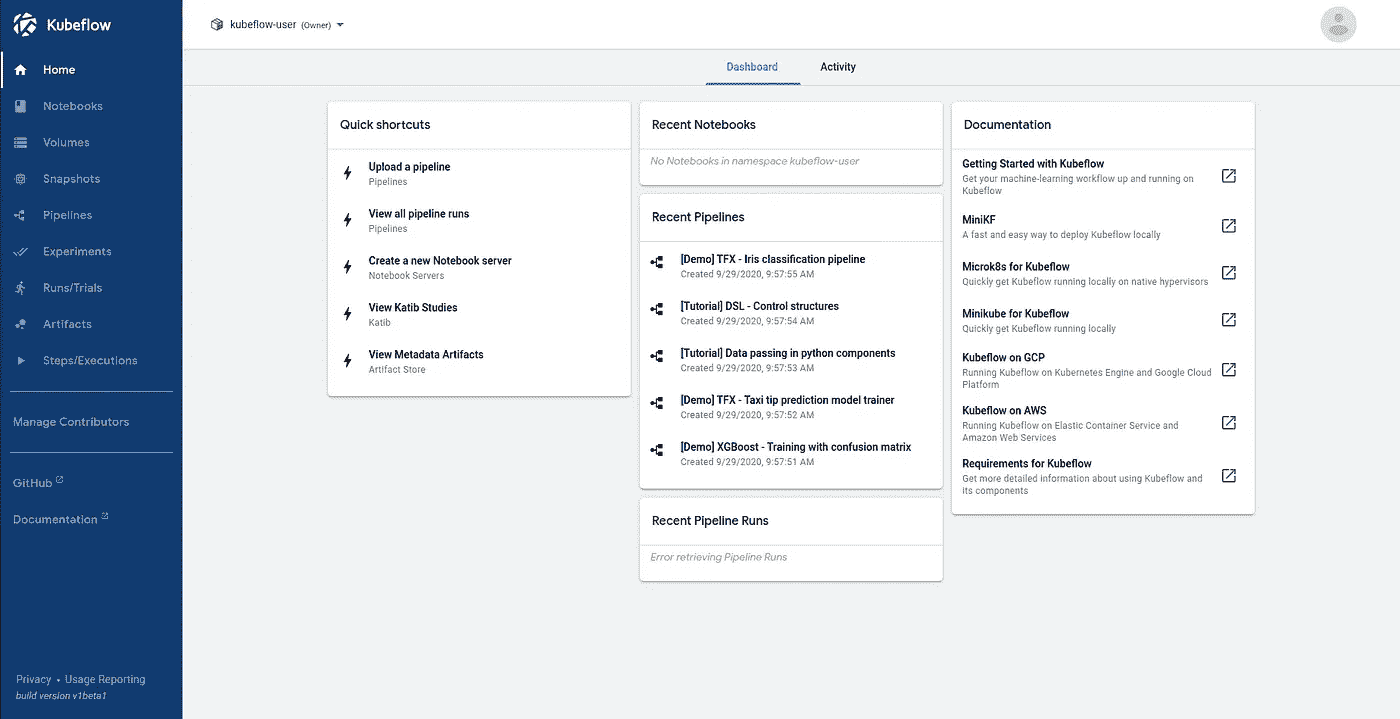 Kubeflow
Home
Notebooks
Volumes
Snapshots
Pipelines
Experiments
Runs/Trials
Artifacts
Steps/Executions
Manage Contributors
GitHub
Documentation
Privacy • Usage Reporting
build version v1beta1
kubeflow-user (Owner)
Dashboard
Activity
Quick shortcuts
Upload a pipeline
Pipelines
View all pipeline runs
Pipelines
Create a new Notebook server
Notebook Servers
View Katib Studies
Katib
View Metadata Artifacts
Artifact Store
Recent Notebooks
No Notebooks in namespace kubeflow-user
Recent Pipelines
[Demo] TFX - Iris classification pipeline
Created 9/29/2020, 9:57:55 AM
[Tutorial] DSL - Control structures
Created 9/29/2020, 9:57:54 AM
[Tutorial] Data passing in python components
Created 9/29/2020, 9:57:53 AM
[Demo] TFX - Taxi tip prediction model trainer
Created 9/29/2020, 9:57:52 AM
[Demo] XGBoost - Training with confusion matrix
Created 9/29/2020, 9:57:51 AM
Recent Pipeline Runs
Error retrieving Pipeline Runs
Documentation
Getting Started with Kubeflow
Get your machine-learning workflow up and running on
Kubeflow
MiniKF
A fast and easy way to deploy Kubeflow locally
Microk8s for Kubeflow
Quickly get Kubeflow running locally on native hypervisors
Minikube for Kubeflow
Quickly get Kubeflow running locally
Kubeflow on GCP
Running Kubeflow on Kubernetes Engine and Google Cloud
Platform
Kubeflow on AWS
Running Kubeflow on Elastic Container Service and
Amazon Web Services
Requirements for Kubeflow
Get more detailed information about using Kubeflow and
its components